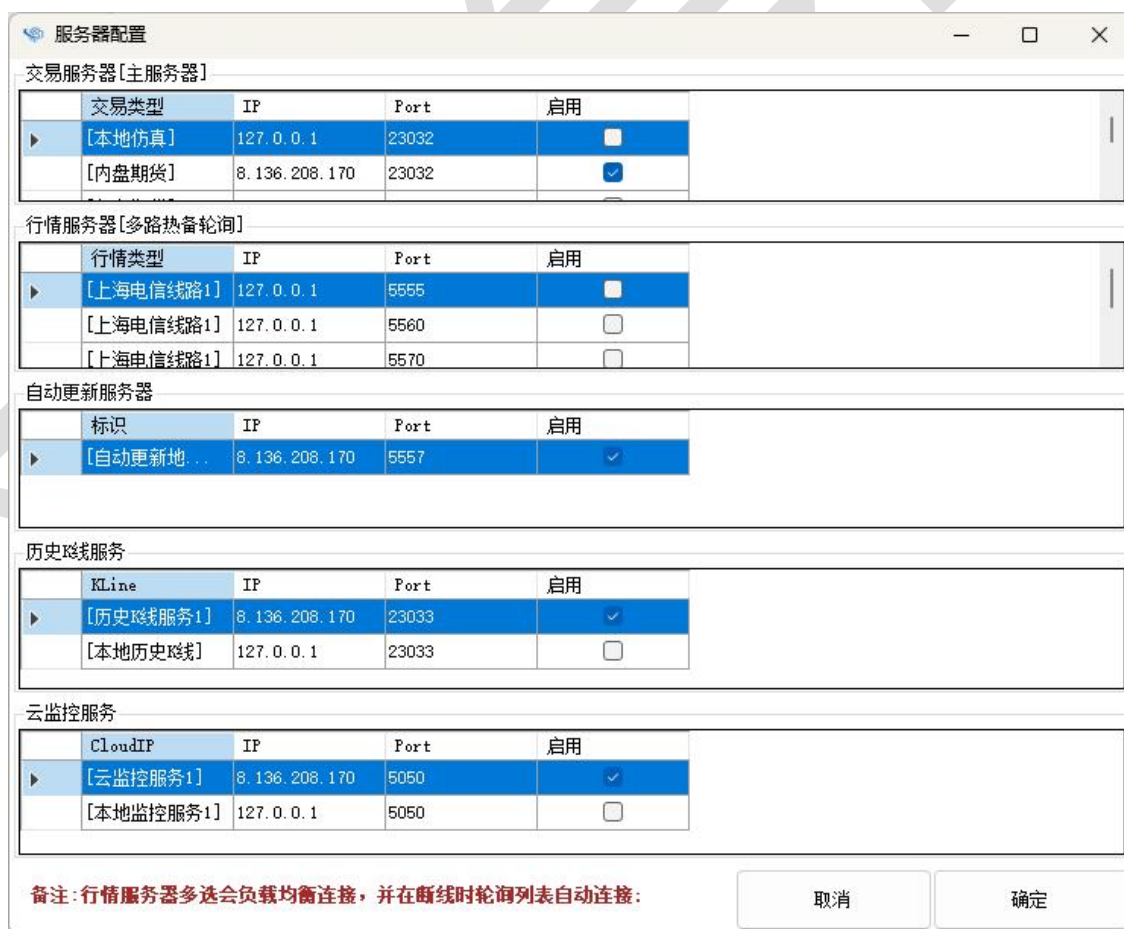 服务器配置
交易服务器[主服务器]
交易类型 IP Port 启用
[本地仿真] 127.0.0.1 23032
[内盘期货] 8.136.208.170 23032
行情服务器[多路热备轮询]
行情类型 IP Port 启用
[上海电信线路1] 127.0.0.1 5555
[上海电信线路1] 127.0.0.1 5560
[上海电信线路1] 127.0.0.1 5570
自动更新服务器
标识 IP Port 启用
[自动更新地... 8.136.208.170 5557
历史K线服务
KLine IP Port 启用
[历史K线服务1] 8.136.208.170 23033
[本地历史K线] 127.0.0.1 23033
云监控服务
CloudIP IP Port 启用
[云监控服务1] 8.136.208.170 5050
[本地监控服务1] 127.0.0.1 5050
备注:行情服务器多选会负载均衡连接，并在断线时轮询列表自动连接:
取消 确定